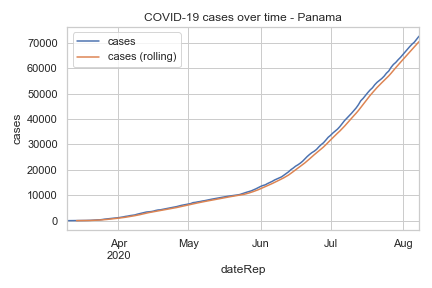 COVID-19 cases over time - Panama
cases
cases (rolling)
70000
60000
50000
40000
30000
20000
10000
0
cases
Apr
2020
May
Jun
Jul
Aug
dateRep